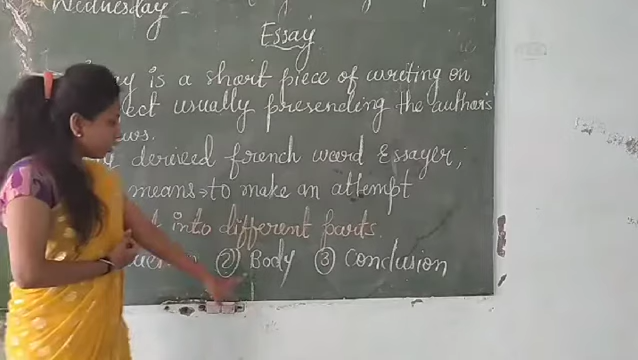 Wednesday
Essay
is a short piece of writing on
ect usually presending the author's
ws.
derived french word Essayer,
means⇒to make an attempt
into different parts.
② Body ③ Conclusion